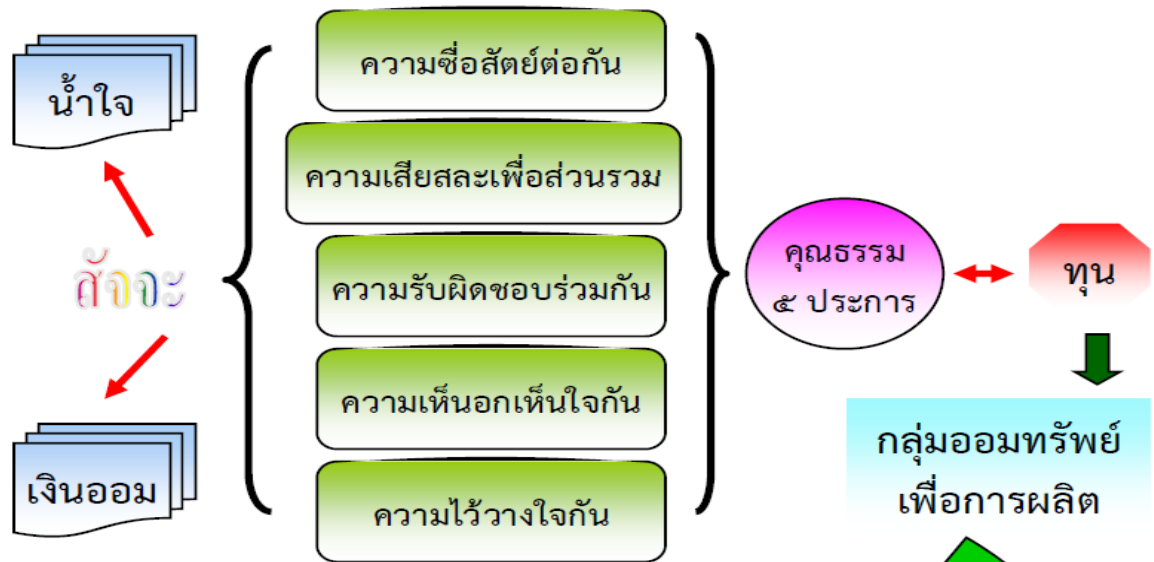 น้ำใจ
สัจจะ
เงินออม
ความซื่อสัตย์ต่อกัน
ความเสียสละเพื่อส่วนรวม
ความรับผิดชอบร่วมกัน
ความเห็นอกเห็นใจกัน
ความไว้วางใจกัน
คุณธรรม
๕ ประการ
ทุน
กลุ่มออมทรัพย์
เพื่อการผลิต